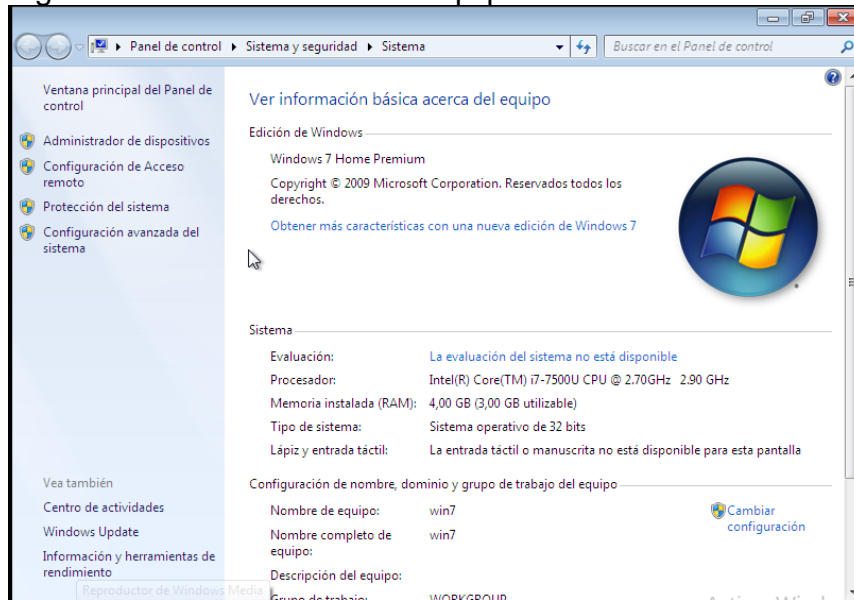 Panel de control ▸ Sistema y seguridad ▸ Sistema
Buscar en el Panel de control
Ventana principal del Panel de
control
Administrador de dispositivos
Configuración de Acceso
remoto
Protección del sistema
Configuración avanzada del
sistema
Vea también
Centro de actividades
Windows Update
Información y herramientas de
rendimiento
Reproductor de Windows Media
Ver información básica acerca del equipo
Edición de Windows
Windows 7 Home Premium
Copyright © 2009 Microsoft Corporation. Reservados todos los
derechos.
Obtener más características con una nueva edición de Windows 7
Sistema
Evaluación: La evaluación del sistema no está disponible
Procesador: Intel(R) Core(TM) i7-7500U CPU @ 2.70GHz 2.90 GHz
Memoria instalada (RAM): 4,00 GB (3,00 GB utilizable)
Tipo de sistema: Sistema operativo de 32 bits
Lápiz y entrada táctil: La entrada táctil o manuscrita no está disponible para esta pantalla
Configuración de nombre, dominio y grupo de trabajo del equipo
Nombre de equipo: win7
Cambiar
configuración
Nombre completo de win7
equipo:
Descripción del equipo:
Grupo de trabajo: WORKGROUP